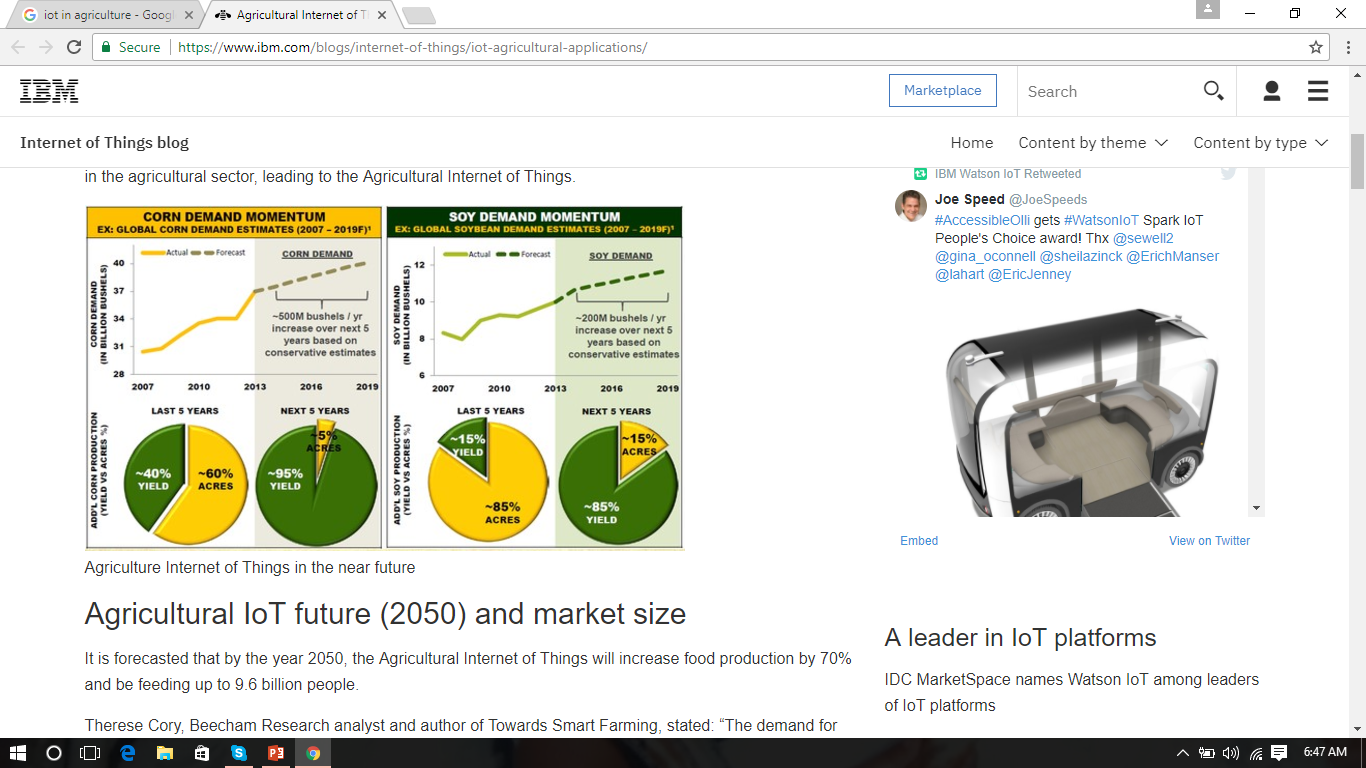 iot in agriculture - Googl
Agricultural Internet of T
Secure
https://www.ibm.com/blogs/internet-of-things/iot-agricultural-applications/
IBM
Marketplace
Search
Internet of Things blog
Home
Content by theme
Content by type
in the agricultural sector, leading to the Agricultural Internet of Things.
CORN DEMAND MOMENTUM
EX: GLOBAL CORN DEMAND ESTIMATES (2007 – 2019F)¹
Actual
Forecast
CORN DEMAND
CORN DEMAND
(IN BILLION BUSHELS)
40
37
34
31
28
~500M bushels / yr
increase over next 5
years based on
conservative estimates
2007
2010
2013
2016
2019
ADD'L CORN PRODUCTION
(YIELD VS ACRES %)
LAST 5 YEARS
~40%
YIELD
~60%
ACRES
NEXT 5 YEARS
~5%
ACRES
~95%
YIELD
SOY DEMAND MOMENTUM
EX: GLOBAL SOYBEAN DEMAND ESTIMATES (2007 – 2019F)¹
Actual
Forecast
SOY DEMAND
SOY DEMAND
(IN BILLION BUSHELS)
12
10
8
6
~200M bushels / yr
increase over next 5
years based on
conservative estimates
2007
2010
2013
2016
2019
ADD'L SOY PRODUCTION
(YIELD VS ACRES %)
LAST 5 YEARS
~15%
YIELD
~85%
ACRES
NEXT 5 YEARS
~15%
ACRES
~85%
YIELD
Agriculture Internet of Things in the near future
Agricultural IoT future (2050) and market size
It is forecasted that by the year 2050, the Agricultural Internet of Things will increase food production by 70%
and be feeding up to 9.6 billion people.
Therese Cory, Beecham Research analyst and author of Towards Smart Farming, stated: “The demand for
IBM Watson IoT Retweeted
Joe Speed @JoeSpeeds
#AccessibleOlli gets #WatsonIoT Spark IoT
People's Choice award! Thx @sewell2
@gina_oconnell @sheilazinck @ErichManser
@lahart @EricJenney
Embed
View on Twitter
A leader in IoT platforms
IDC MarketSpace names Watson IoT among leaders
of IoT platforms
6:47 AM